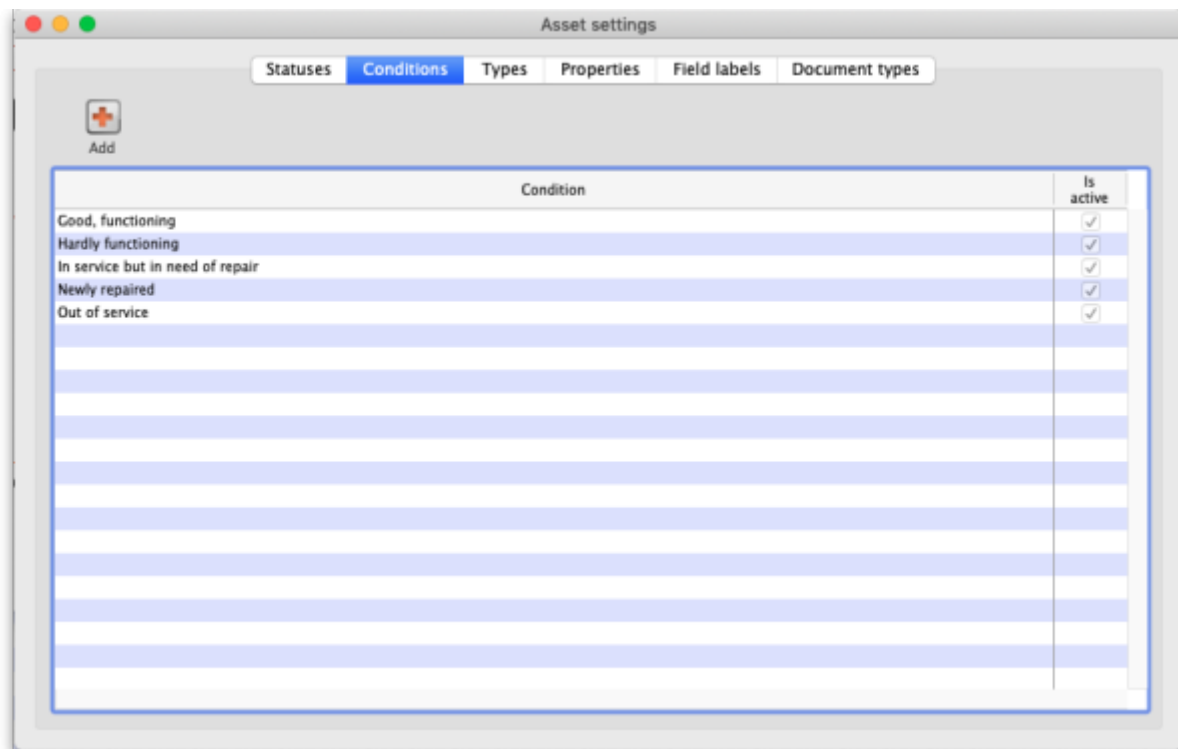 Asset settings
Statuses Conditions Types Properties Field labels Document types
Add
Condition Is active
Good, functioning
Hardly functioning
In service but in need of repair
Newly repaired
Out of service